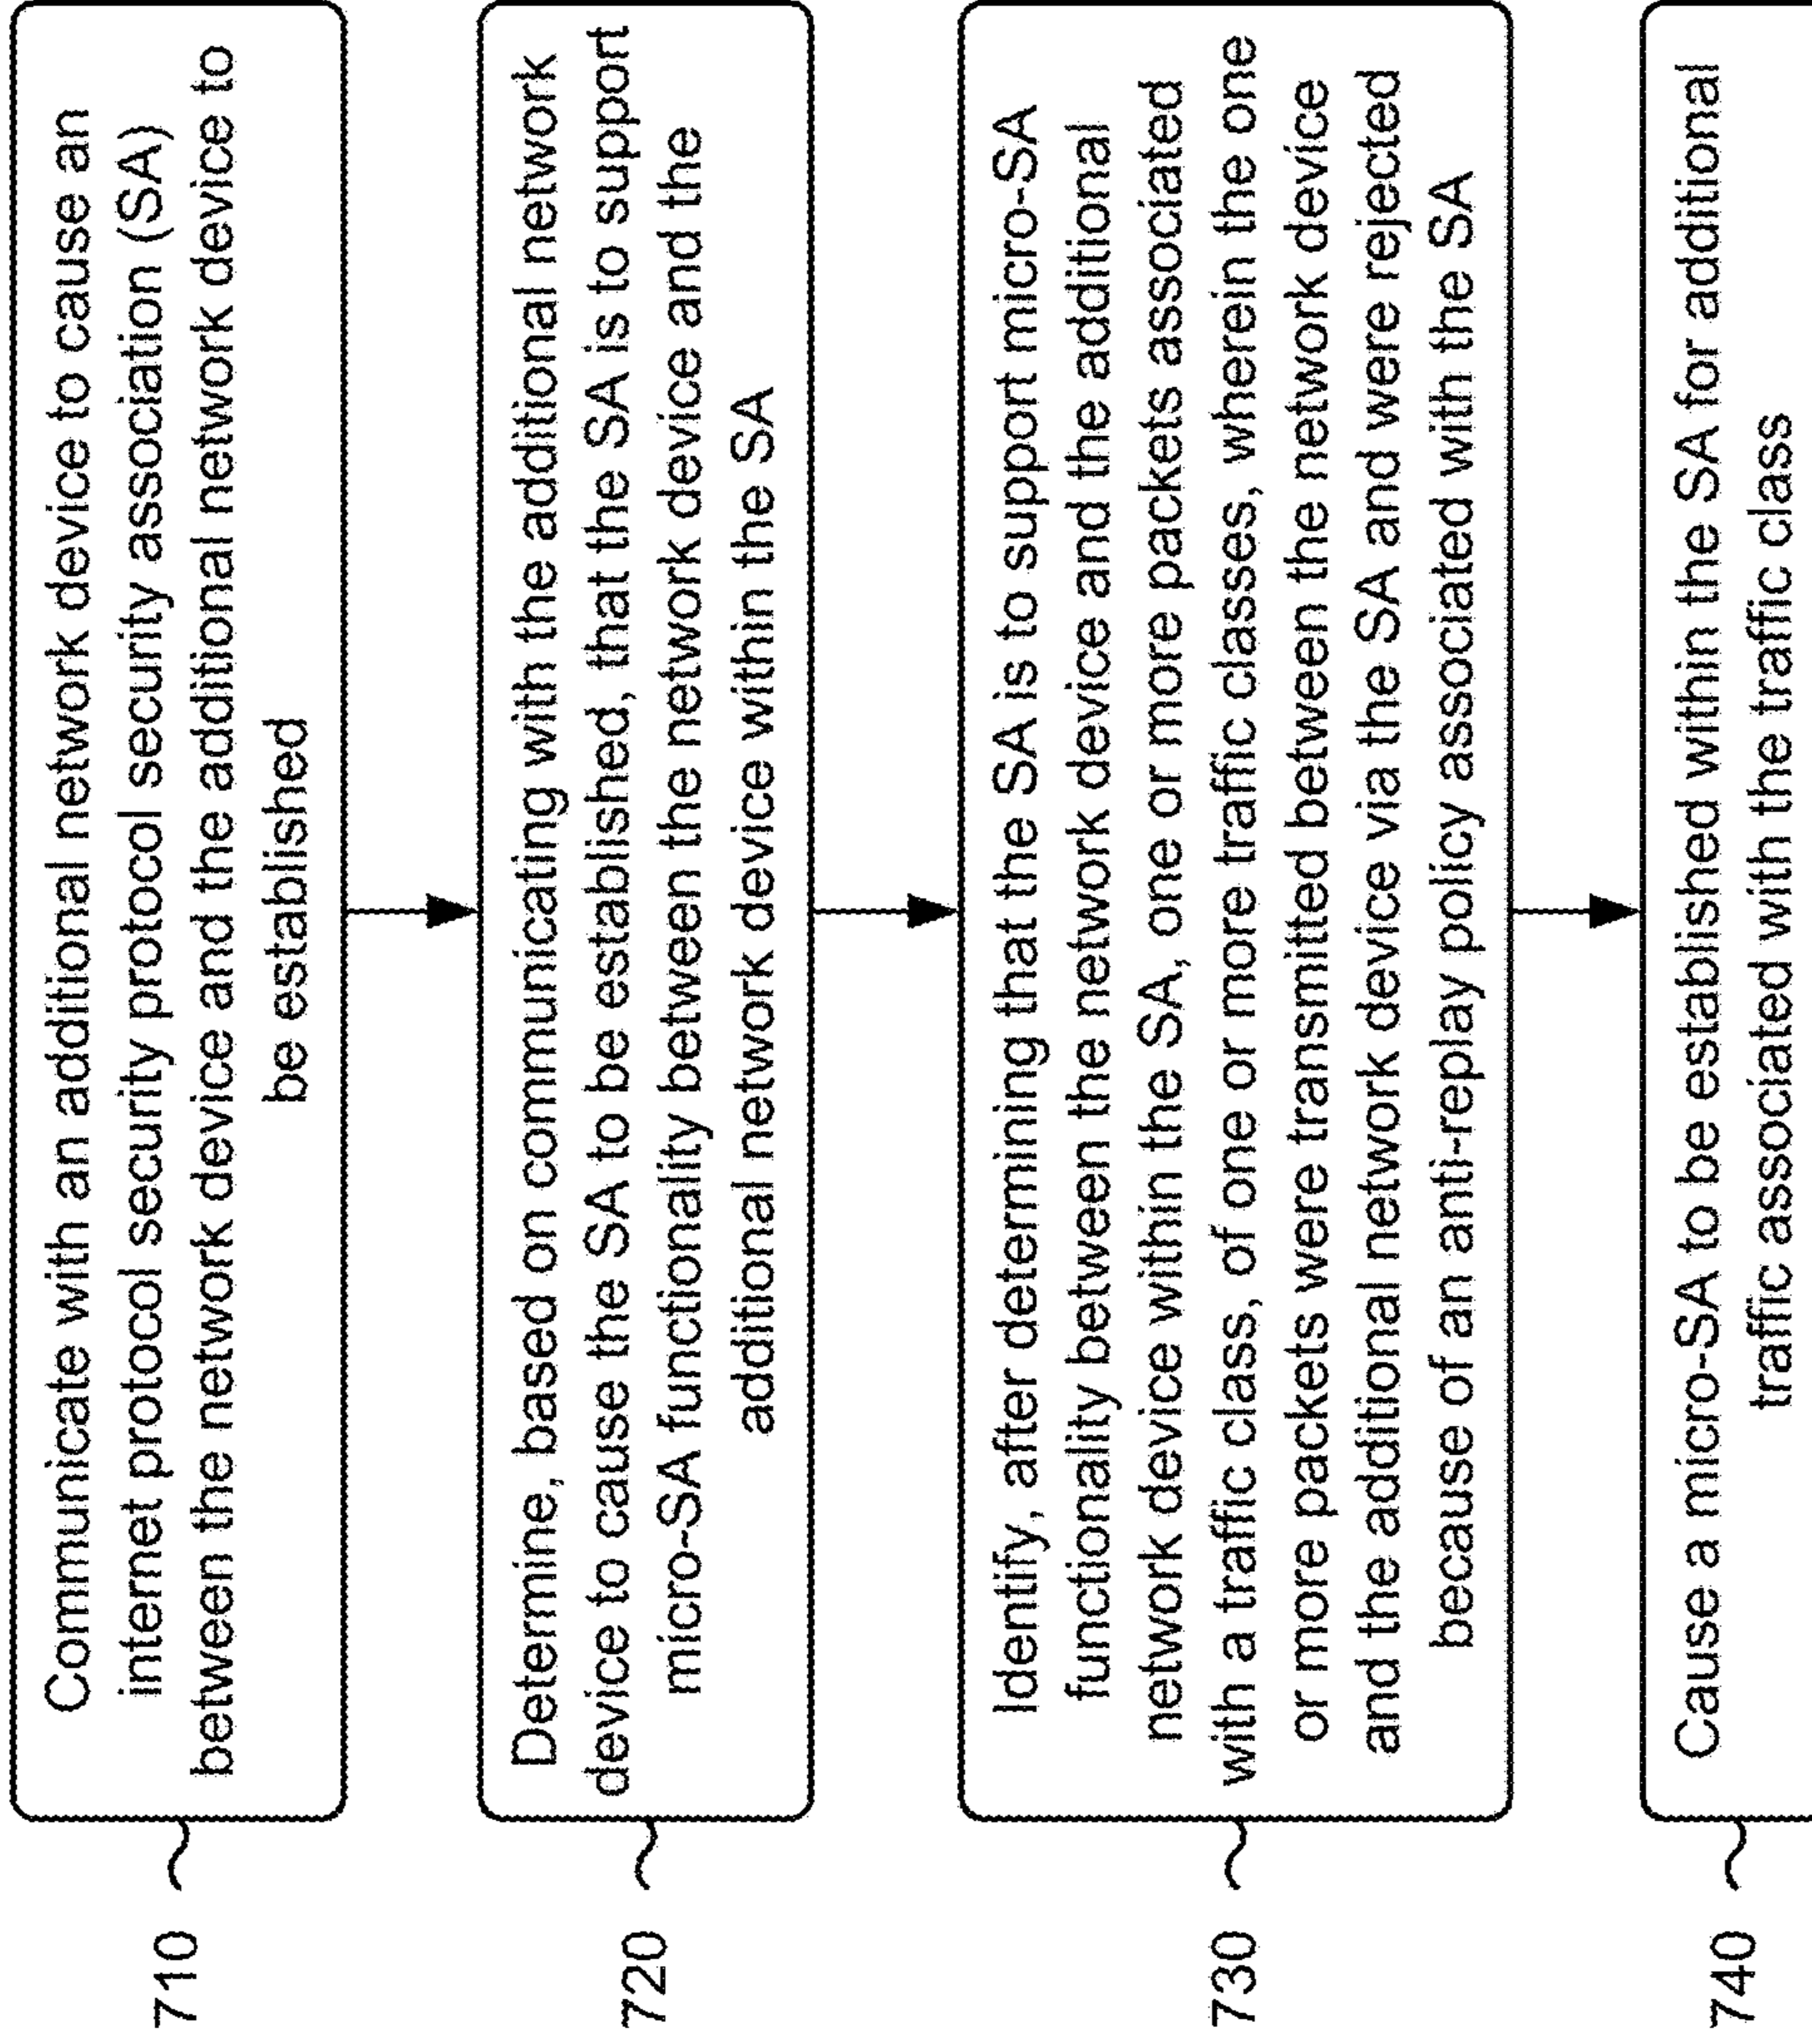 710
Communicate with an additional network device to cause an
internet protocol security protocol security association (SA)
between the network device and the additional network device to
be established
720
Determine, based on communicating with the additional network
device to cause the SA to be established, that the SA is to support
micro-SA functionality between the network device and the
additional network device within the SA
730
Identify, after determining that the SA is to support micro-SA
functionality between the network device and the additional
network device within the SA, one or more packets associated
with a traffic class, of one or more traffic classes, wherein the one
or more packets were transmitted between the network device
and the additional network device via the SA and were rejected
because of an anti-replay policy associated with the SA
740
Cause a micro-SA to be established within the SA for additional
traffic associated with the traffic class